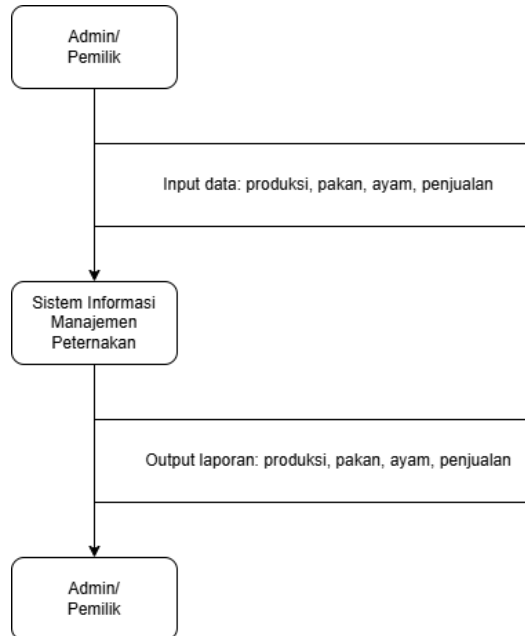 Admin/
Pemilik
Input data: produksi, pakan, ayam, penjualan
Sistem Informasi
Manajemen
Peternakan
Output laporan: produksi, pakan, ayam, penjualan
Admin/
Pemilik